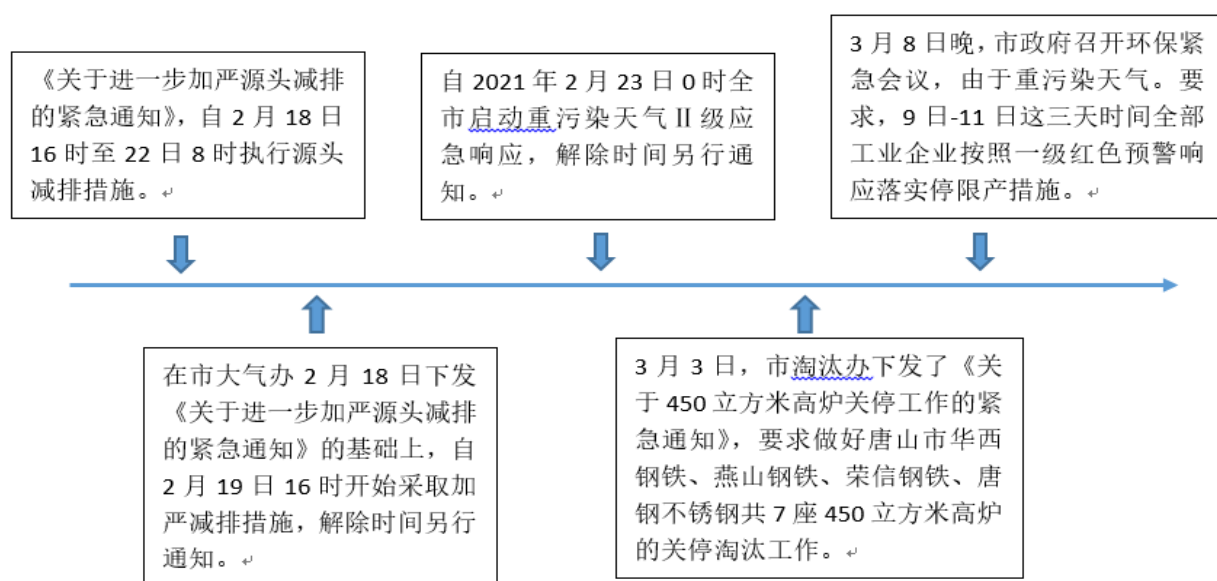 《关于进一步加严源头减排
的紧急通知》，自 2 月 18 日
16 时至 22 日 8 时执行源头
减排措施。
在市大气办 2 月 18 日下发
《关于进一步加严源头减排
的紧急通知》的基础上，自
2 月 19 日 16 时开始采取加
严减排措施，解除时间另行
通知。
自 2021 年 2 月 23 日 0 时全
市启动重污染天气Ⅱ级应
急响应，解除时间另行通
知。
3 月 3 日，市淘汰办下发了《关
于 450 立方米高炉关停工作的紧
急通知》，要求做好唐山市华西
钢铁、燕山钢铁、荣信钢铁、唐
钢不锈钢共 7 座 450 立方米高炉
的关停淘汰工作。
3 月 8 日晚，市政府召开环保紧
急会议，由于重污染天气。要
求，9 日-11 日这三天时间全部
工业企业按照一级红色预警响
应落实停限产措施。